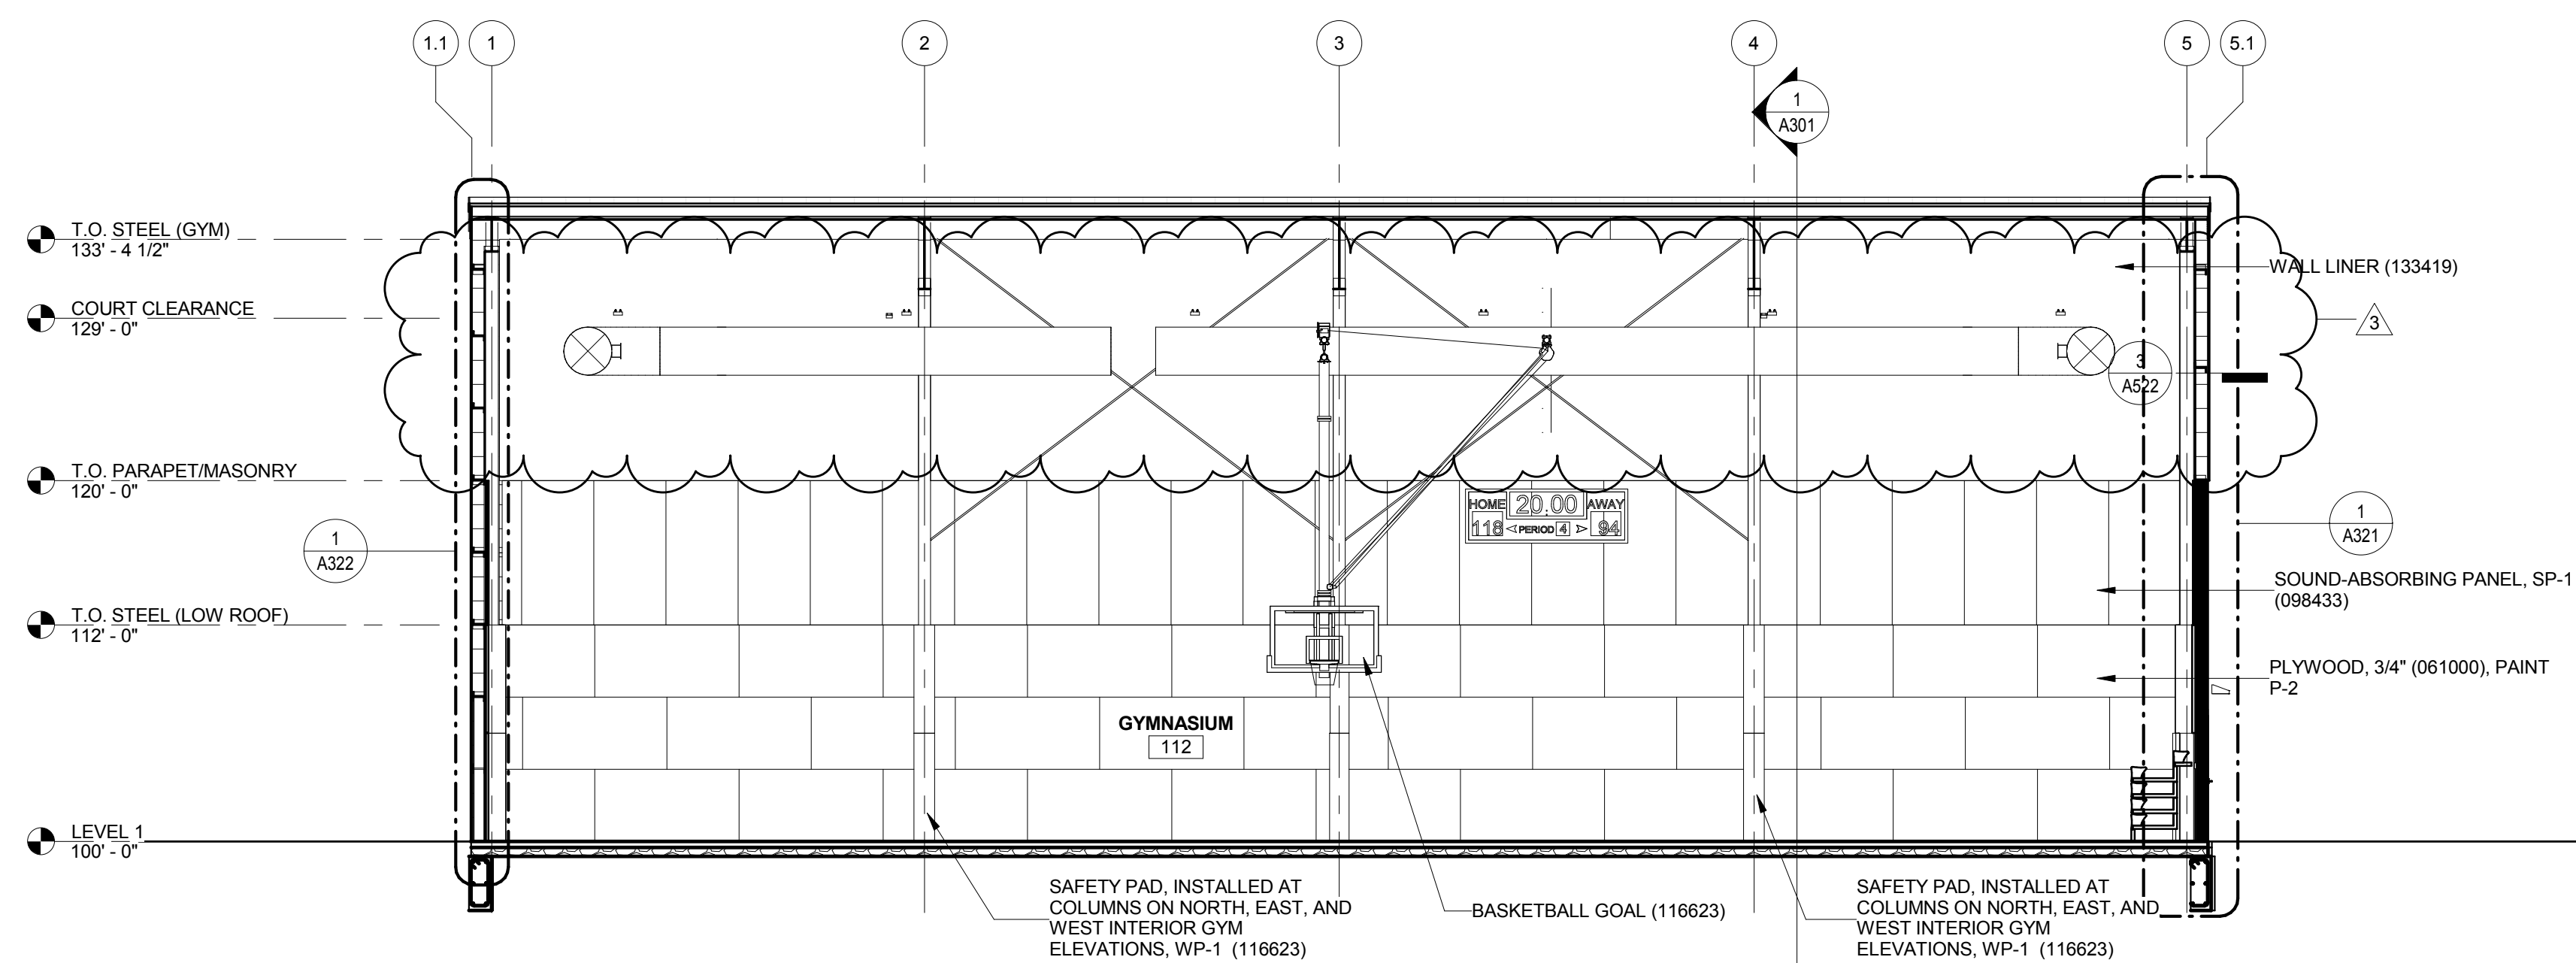 1.1
1
2
3
4
5
5.1
1
A301
T.O. STEEL (GYM)
133' - 4 1/2"
WALL LINER (133419)
COURT CLEARANCE
129' - 0"
3
3
A522
T.O. PARAPET/MASONRY
120' - 0"
HOME 20.00 AWAY
118 <PERIOD 4 > 94
1
A322
1
A321
SOUND-ABSORBING PANEL, SP-1
(098433)
T.O. STEEL (LOW ROOF)
112' - 0"
PLYWOOD, 3/4" (061000), PAINT
P-2
GYMNASIUM
112
LEVEL 1
100' - 0"
SAFETY PAD, INSTALLED AT
COLUMNS ON NORTH, EAST, AND
WEST INTERIOR GYM
ELEVATIONS, WP-1 (116623)
BASKETBALL GOAL (116623)
SAFETY PAD, INSTALLED AT
COLUMNS ON NORTH, EAST, AND
WEST INTERIOR GYM
ELEVATIONS, WP-1 (116623)